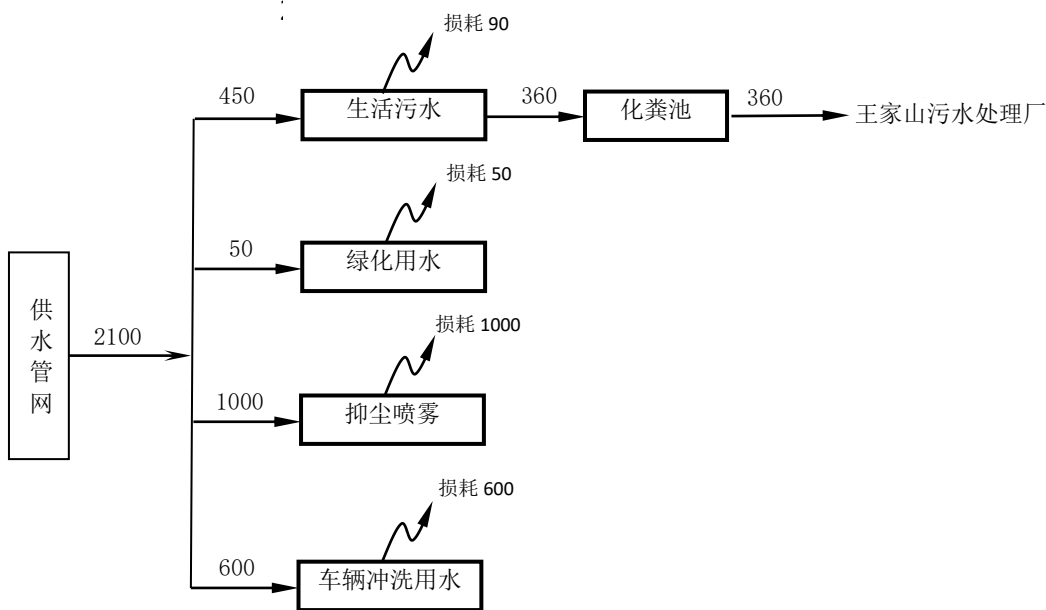 损耗 90
450
生活污水
360
化粪池
360
王家山污水处理厂
损耗 50
50
绿化用水
供水管网
2100
损耗 1000
1000
抑尘喷雾
损耗 600
600
车辆冲洗用水